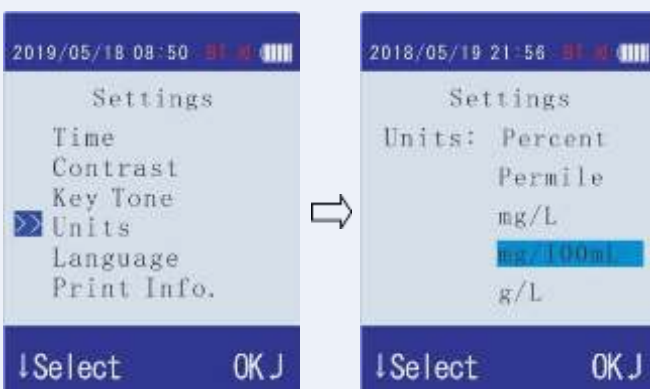 2019/05/18 08:50
Settings
Time
Contrast
Key Tone
>> Units
Language
Print Info.
↓Select OK
2018/05/19 21:56
Settings
Units: Percent
Permile
mg/L
mg/100mL
g/L
↓Select OK